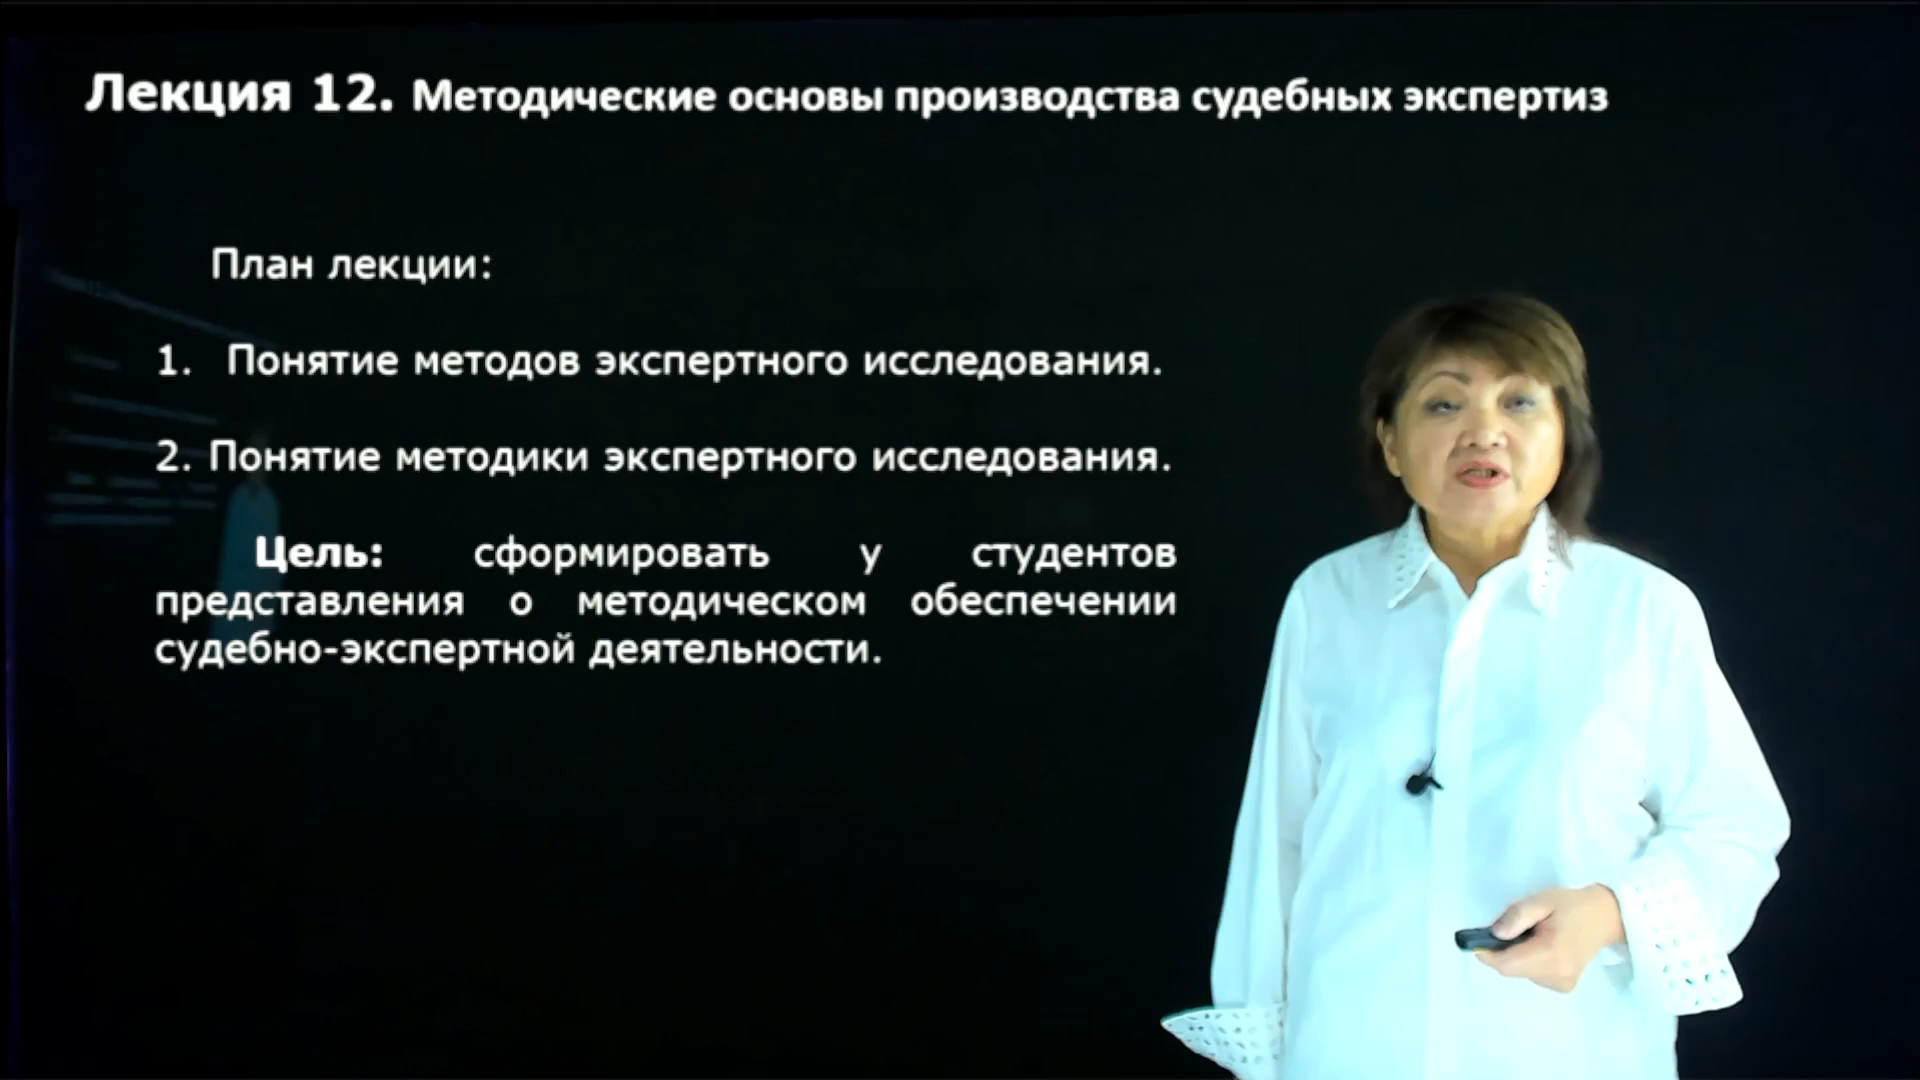 Лекция 12. Методические основы производства судебных экспертиз
План лекции:
1. Понятие методов экспертного исследования.
2. Понятие методики экспертного исследования.
Цель: сформировать у студентов
представления о методическом обеспечении
судебно-экспертной деятельности.